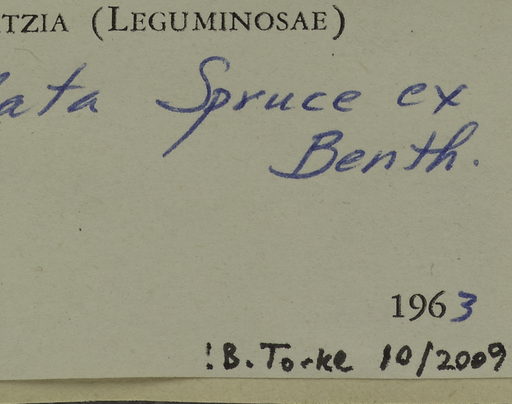 TZIA (LEGUMINOSAE)
lata Spruce ex
Benth.
1963
!B. Torke 10/2009